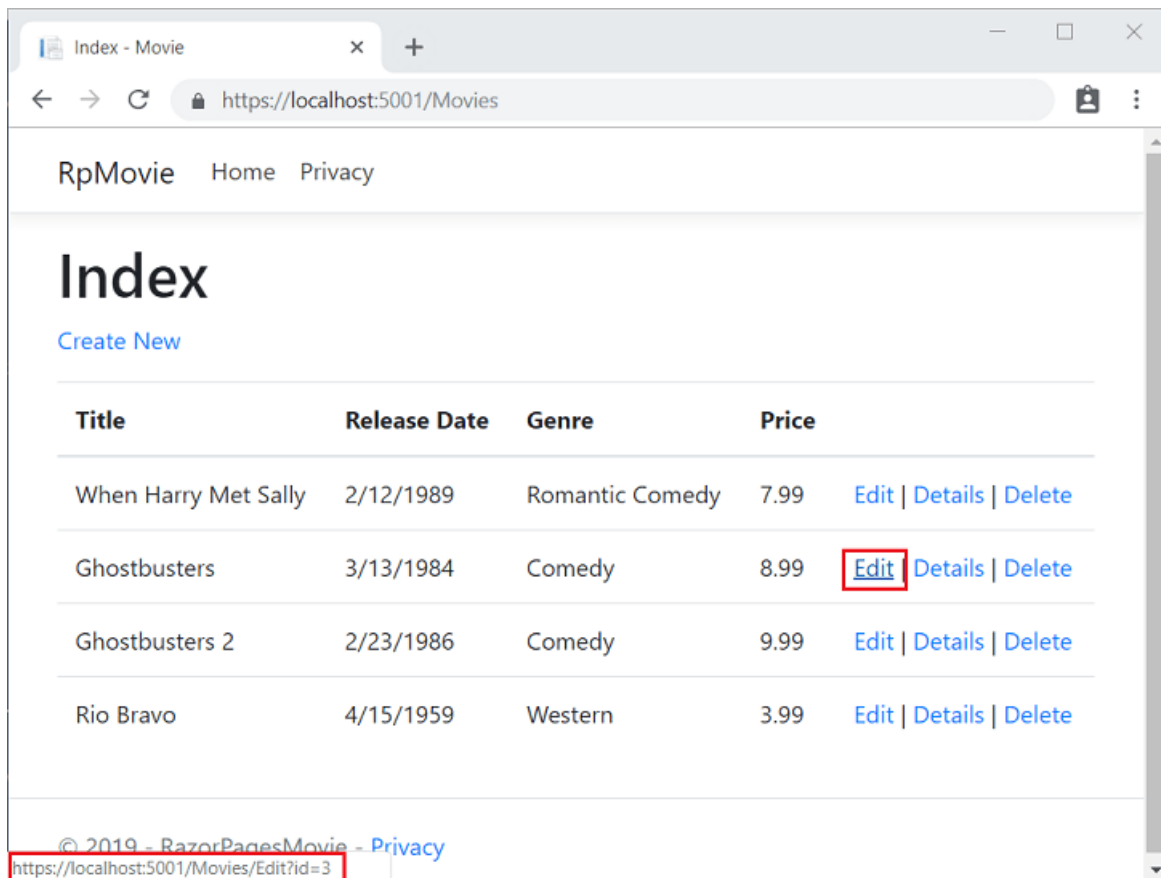 Index - Movie
https://localhost:5001/Movies
RpMovie Home Privacy
Index
Create New
Title Release Date Genre Price
When Harry Met Sally 2/12/1989 Romantic Comedy 7.99 Edit | Details | Delete
Ghostbusters 3/13/1984 Comedy 8.99 Edit | Details | Delete
Ghostbusters 2 2/23/1986 Comedy 9.99 Edit | Details | Delete
Rio Bravo 4/15/1959 Western 3.99 Edit | Details | Delete
© 2019 - RazorPagesMovie - Privacy
https://localhost:5001/Movies/Edit?id=3